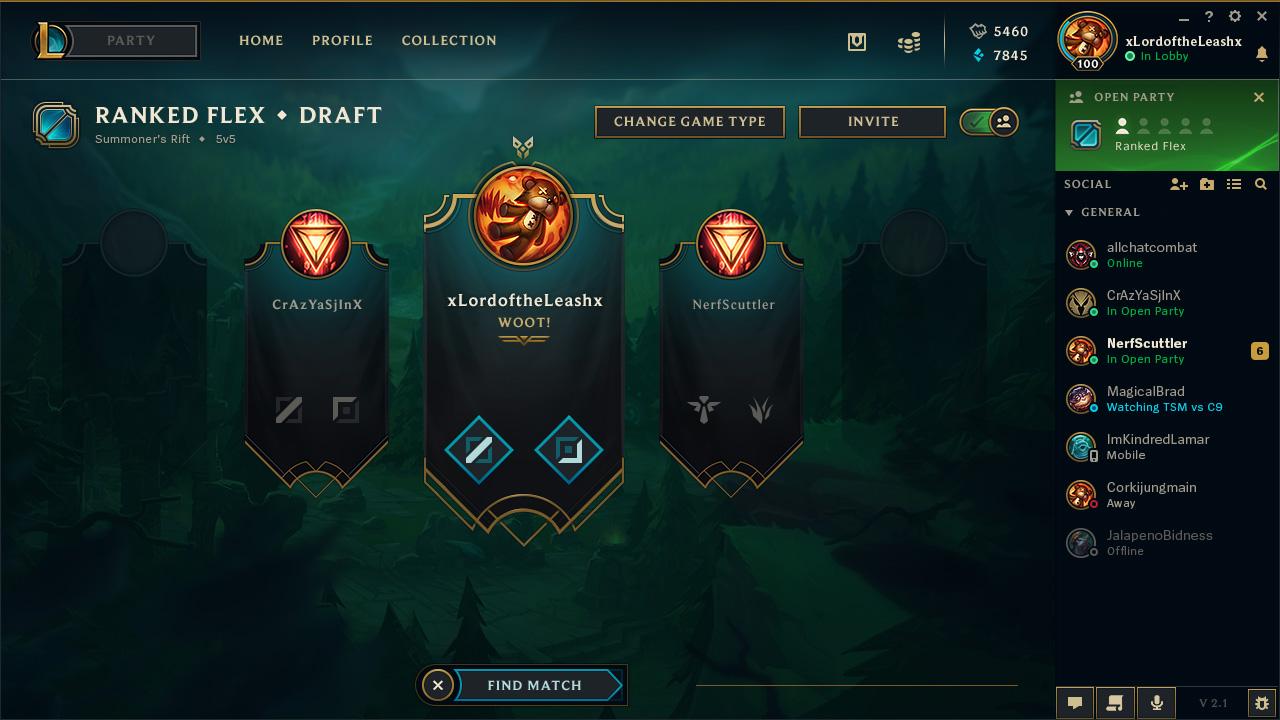 PARTY
HOME PROFILE COLLECTION
5460
7845
?
100
xLordoftheLeashx
In Lobby
RANKED FLEX ◆ DRAFT
Summoner's Rift ◆ 5v5
CHANGE GAME TYPE
INVITE
OPEN PARTY
Ranked Flex
SOCIAL
GENERAL
CrAzYaSjInX
xLordoftheLeashx
WOOT!
NerfScuttler
allchatcombat
Online
CrAzYaSjInX
In Open Party
NerfScuttler
In Open Party
6
MagicalBrad
Watching TSM vs C9
ImKindredLamar
Mobile
Corkijungmain
Away
JalapenoBidness
Offline
FIND MATCH
V 2.1